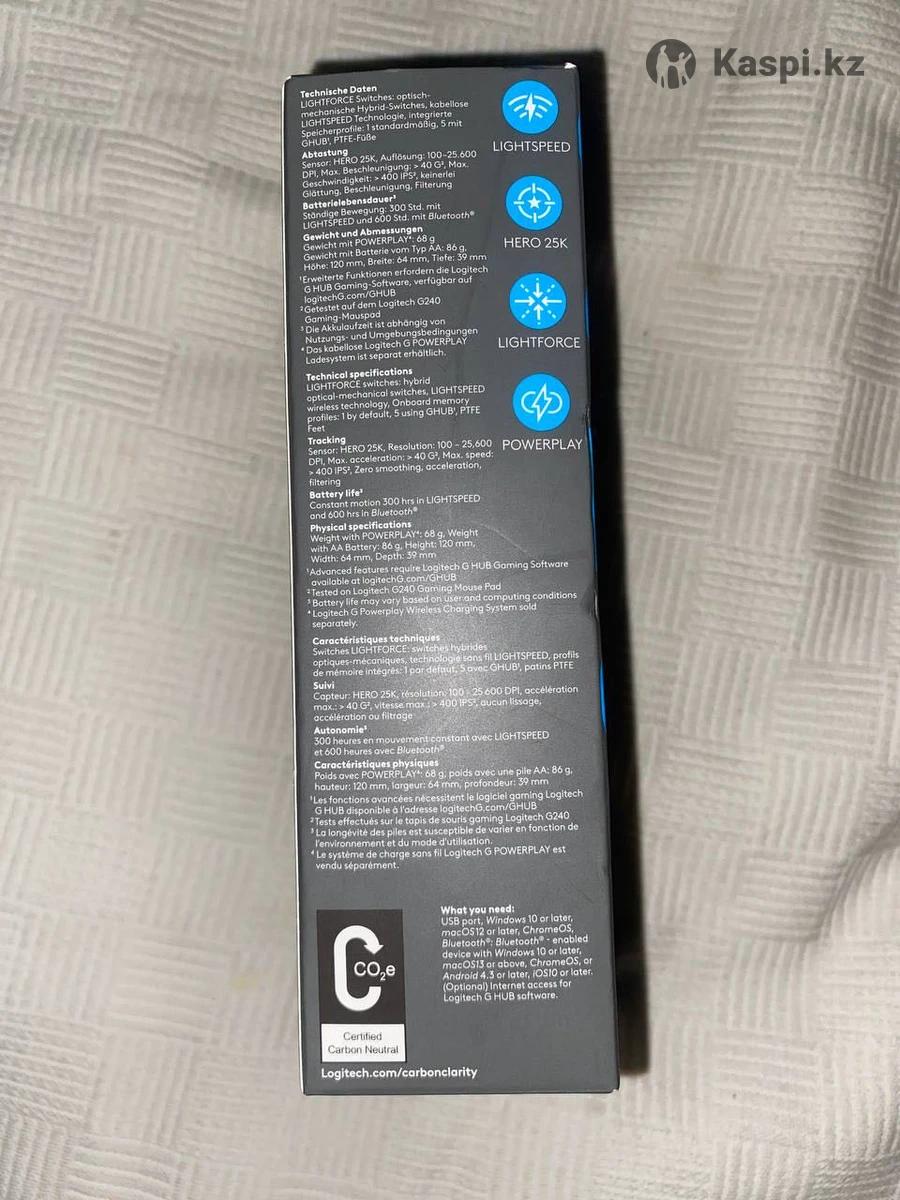 Kaspi.kz
Technische Daten
LIGHTFORCE Switches: optisch-
mechanische Hybrid-Switches, kabellose
LIGHTSPEED Technologie, integrierte
Speicherprofile: 1 standardmäßig, 5 mit
GHUB¹, PTFE-Füße
Abtastung
Sensor: HERO 25K, Auflösung: 100–25.600
DPI, Max. Beschleunigung: > 40 G², Max.
Geschwindigkeit: > 400 IPS², keinerlei
Glättung, Beschleunigung, Filterung
Batterielebensdauer³
Ständige Bewegung: 300 Std. mit
LIGHTSPEED und 600 Std. mit Bluetooth®
Gewicht und Abmessungen
Gewicht mit POWERPLAY⁴: 68 g
Gewicht mit Batterie vom Typ AA: 86 g,
Höhe: 120 mm, Breite: 64 mm, Tiefe: 39 mm
¹Erweiterte Funktionen erfordern die Logitech
G HUB Gaming-Software, verfügbar auf
logitechG.com/GHUB
²Getestet auf dem Logitech G240
Gaming-Mauspad
³ Die Akkulaufzeit ist abhängig von
Nutzungs- und Umgebungsbedingungen
⁴ Das kabellose Logitech G POWERPLAY
Ladesystem ist separat erhältlich.
LIGHTSPEED
HERO 25K
LIGHTFORCE
POWERPLAY
Technical specifications
LIGHTFORCE switches: hybrid
optical-mechanical switches, LIGHTSPEED
wireless technology, Onboard memory
profiles: 1 by default, 5 using GHUB¹, PTFE
Feet
Tracking
Sensor: HERO 25K, Resolution: 100 – 25,600
DPI, Max. acceleration: > 40 G², Max. speed:
> 400 IPS², Zero smoothing, acceleration,
filtering
Battery life³
Constant motion 300 hrs in LIGHTSPEED
and 600 hrs in Bluetooth®
Physical specifications
Weight with POWERPLAY⁴: 68 g, Weight
with AA Battery: 86 g, Height: 120 mm,
Width: 64 mm, Depth: 39 mm
¹Advanced features require Logitech G HUB Gaming Software
available at logitechG.com/GHUB
²Tested on Logitech G240 Gaming Mouse Pad
³ Battery life may vary based on user and computing conditions
⁴ Logitech G Powerplay Wireless Charging System sold
separately.
Caractéristiques techniques
Switches LIGHTFORCE: switches hybrides
optiques-mécaniques, technologie sans fil LIGHTSPEED, profils
de mémoire intégrés: 1 par défaut, 5 avec GHUB¹, patins PTFE
Suivi
Capteur: HERO 25K, résolution: 100 - 25 600 DPI, accélération
max.: > 40 G², vitesse max.: > 400 IPS², aucun lissage,
accélération ou filtrage
Autonomie³
300 heures en mouvement constant avec LIGHTSPEED
et 600 heures avec Bluetooth®
Caractéristiques physiques
Poids avec POWERPLAY⁴: 68 g, poids avec une pile AA: 86 g,
hauteur: 120 mm, largeur: 64 mm, profondeur: 39 mm
¹Les fonctions avancées nécessitent le logiciel gaming Logitech
G HUB disponible à l'adresse logitechG.com/GHUB
²Tests effectués sur le tapis de souris gaming Logitech G240
³ La longévité des piles est susceptible de varier en fonction de
l'environnement et du mode d'utilisation.
⁴ Le système de charge sans fil Logitech G POWERPLAY est
vendu séparément.
CO₂e
Certified
Carbon Neutral
Logitech.com/carbonclarity
What you need:
USB port, Windows 10 or later,
macOS12 or later, ChromeOS,
Bluetooth®: Bluetooth® - enabled
device with Windows 10 or later,
macOS13 or above, ChromeOS, or
Android 4.3 or later, iOS10 or later.
(Optional) Internet access for
Logitech G HUB software.